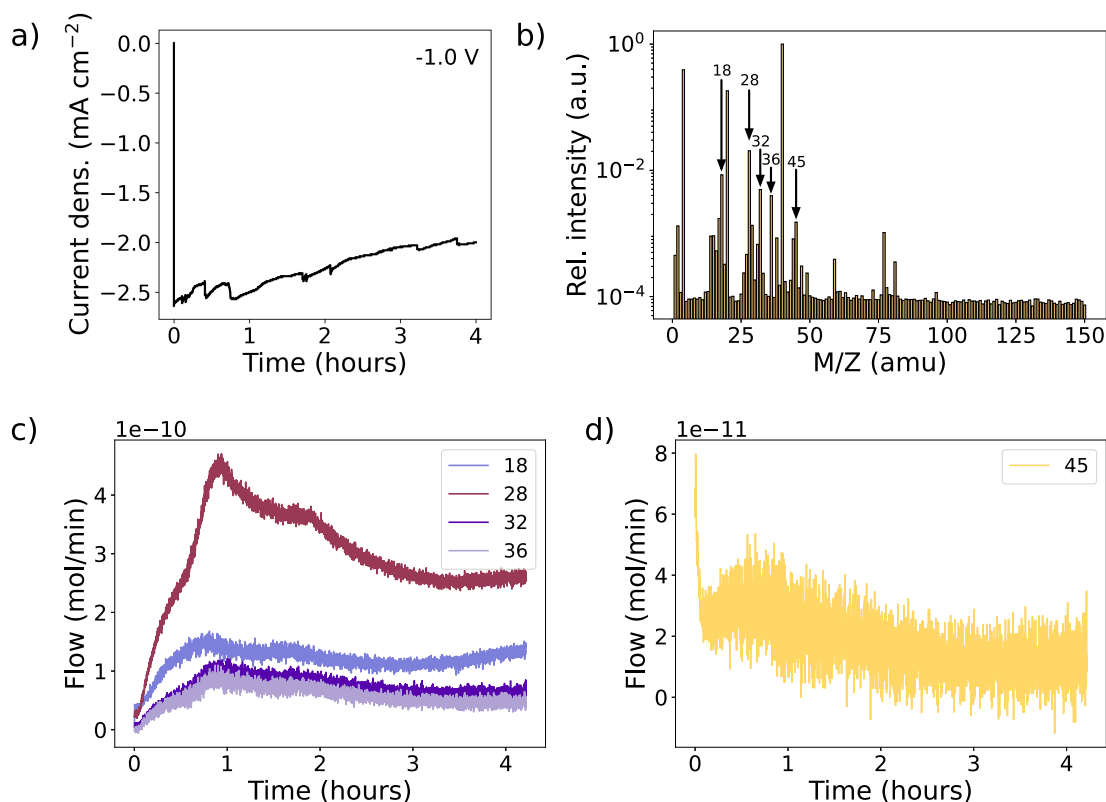 a)
-1.0 V
0.0
−0.5
−1.0
−1.5
−2.0
−2.5
Current dens. (mA cm⁻²)
0 1 2 3 4
Time (hours)
b)
10⁰
10⁻²
10⁻⁴
Rel. intensity (a.u.)
18
28
32
36
45
0 25 50 75 100 125 150
M/Z (amu)
c)
1e−10
4
3
2
1
0
Flow (mol/min)
18
28
32
36
0 1 2 3 4
Time (hours)
d)
1e−11
8
6
4
2
0
Flow (mol/min)
45
0 1 2 3 4
Time (hours)